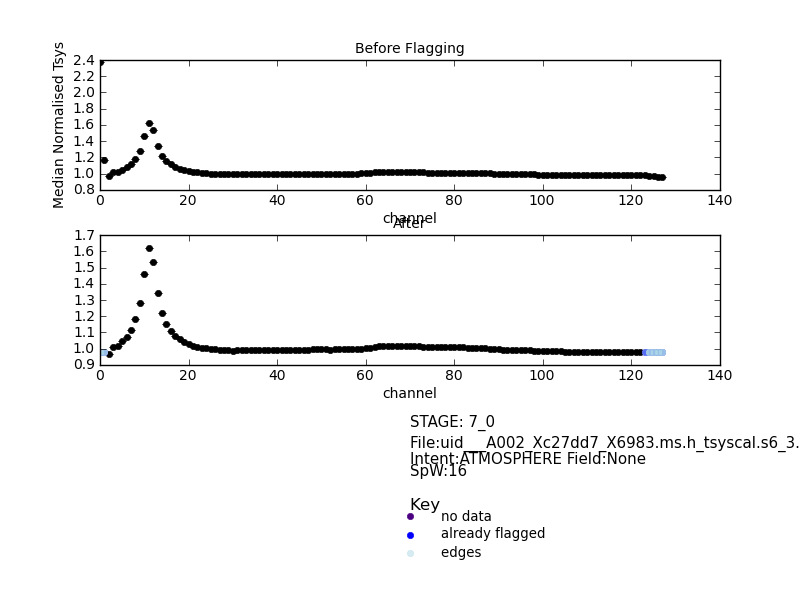 Before Flagging
Median Normalised Tsys
2.4
2.2
2.0
1.8
1.6
1.4
1.2
1.0
0.8
0 20 40 60 80 100 120 140
channel
After
1.7
1.6
1.5
1.4
1.3
1.2
1.1
1.0
0.9
0 20 40 60 80 100 120 140
channel
STAGE: 7_0
File:uid___A002_Xc27dd7_X6983.ms.h_tsyscal.s6_3.
Intent:ATMOSPHERE Field:None
SpW:16
Key
no data
already flagged
edges